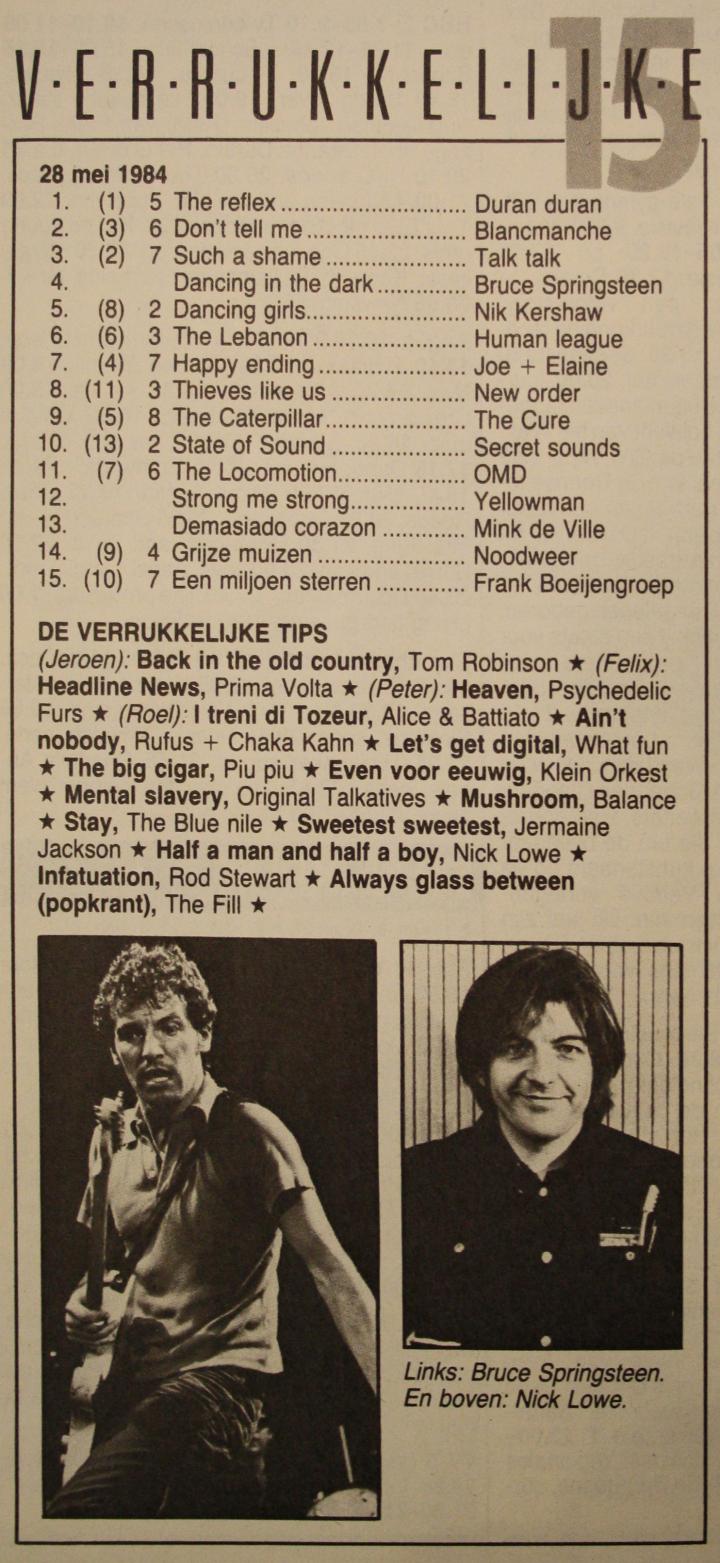 V·E·R·R·U·K·K·E·L·I·J·K·E
15
28 mei 1984
1. (1) 5 The reflex ............................. Duran duran
2. (3) 6 Don't tell me ......................... Blancmanche
3. (2) 7 Such a shame ...................... Talk talk
4. Dancing in the dark .............. Bruce Springsteen
5. (8) 2 Dancing girls......................... Nik Kershaw
6. (6) 3 The Lebanon ........................ Human league
7. (4) 7 Happy ending ....................... Joe + Elaine
8. (11) 3 Thieves like us ..................... New order
9. (5) 8 The Caterpillar...................... The Cure
10. (13) 2 State of Sound ..................... Secret sounds
11. (7) 6 The Locomotion.................... OMD
12. Strong me strong.................. Yellowman
13. Demasiado corazon ............. Mink de Ville
14. (9) 4 Grijze muizen ....................... Noodweer
15. (10) 7 Een miljoen sterren .............. Frank Boeijengroep
DE VERRUKKELIJKE TIPS
(Jeroen): Back in the old country, Tom Robinson ★ (Felix):
Headline News, Prima Volta ★ (Peter): Heaven, Psychedelic
Furs ★ (Roel): I treni di Tozeur, Alice & Battiato ★ Ain't
nobody, Rufus + Chaka Kahn ★ Let's get digital, What fun
★ The big cigar, Piu piu ★ Even voor eeuwig, Klein Orkest
★ Mental slavery, Original Talkatives ★ Mushroom, Balance
★ Stay, The Blue nile ★ Sweetest sweetest, Jermaine
Jackson ★ Half a man and half a boy, Nick Lowe ★
Infatuation, Rod Stewart ★ Always glass between
(popkrant), The Fill ★
Links: Bruce Springsteen.
En boven: Nick Lowe.